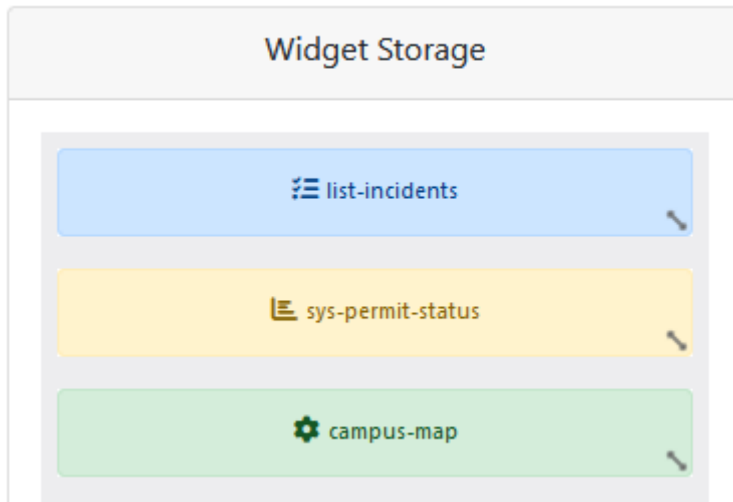 Widget Storage
list-incidents
sys-permit-status
campus-map